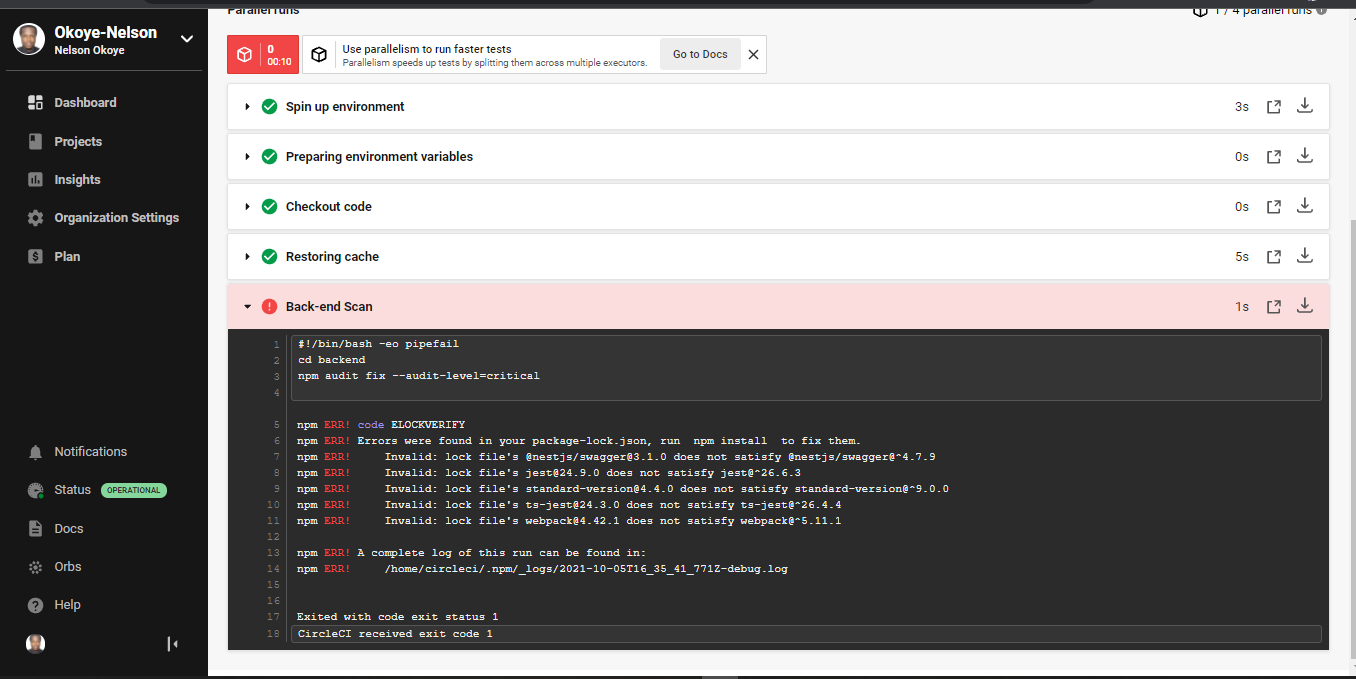 Okoye-Nelson
Nelson Okoye
Dashboard
Projects
Insights
Organization Settings
Plan
Notifications
Status OPERATIONAL
Docs
Orbs
Help
Parallel runs
1 / 4 parallel runs
0
00:10
Use parallelism to run faster tests
Parallelism speeds up tests by splitting them across multiple executors.
Go to Docs
Spin up environment 3s
Preparing environment variables 0s
Checkout code 0s
Restoring cache 5s
Back-end Scan 1s
1 #!/bin/bash -eo pipefail
2 cd backend
3 npm audit fix --audit-level=critical
4
5 npm ERR! code ELOCKVERIFY
6 npm ERR! Errors were found in your package-lock.json, run  npm install  to fix them.
7 npm ERR!     Invalid: lock file's @nestjs/swagger@3.1.0 does not satisfy @nestjs/swagger@^4.7.9
8 npm ERR!     Invalid: lock file's jest@24.9.0 does not satisfy jest@^26.6.3
9 npm ERR!     Invalid: lock file's standard-version@4.4.0 does not satisfy standard-version@^9.0.0
10 npm ERR!     Invalid: lock file's ts-jest@24.3.0 does not satisfy ts-jest@^26.4.4
11 npm ERR!     Invalid: lock file's webpack@4.42.1 does not satisfy webpack@^5.11.1
12
13 npm ERR! A complete log of this run can be found in:
14 npm ERR!     /home/circleci/.npm/_logs/2021-10-05T16_35_41_771Z-debug.log
15
16
17 Exited with code exit status 1
18 CircleCI received exit code 1